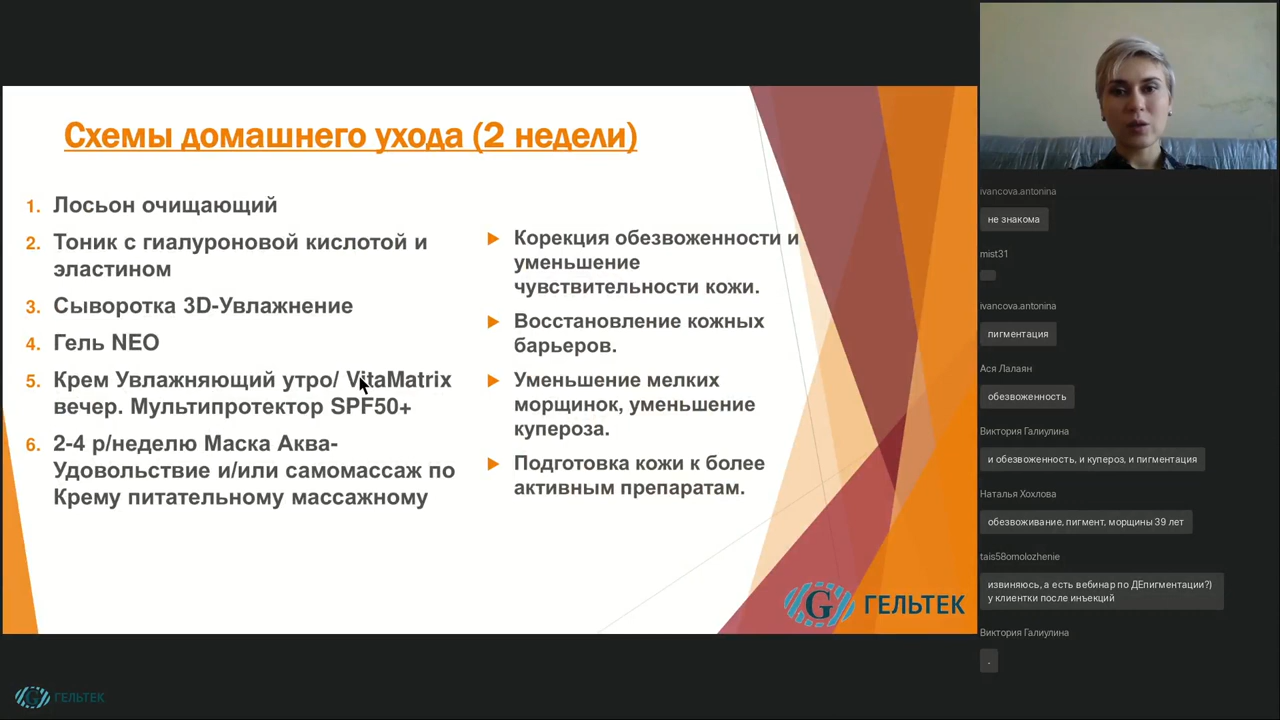 Схемы домашнего ухода (2 недели)
1. Лосьон очищающий
2. Тоник с гиалуроновой кислотой и
эластином
3. Сыворотка 3D-Увлажнение
4. Гель NEO
5. Крем Увлажняющий утро/ VitaMatrix
вечер. Мультипротектор SPF50+
6. 2-4 р/неделю Маска Аква-
Удовольствие и/или самомассаж по
Крему питательному массажному
Корекция обезвоженности и
уменьшение
чувствительности кожи.
Восстановление кожных
барьеров.
Уменьшение мелких
морщинок, уменьшение
купероза.
Подготовка кожи к более
активным препаратам.
G ГЕЛЬТЕК
ivancova.antonina
не знакома
mist31
ivancova.antonina
пигментация
Ася Лалаян
обезвоженность
Виктория Галиулина
и обезвоженность, и купероз, и пигментация
Наталья Хохлова
обезвоживание, пигмент, морщины 39 лет
tais58omolozhenie
извиняюсь, а есть вебинар по ДЕпигментации?)
у клиентки после инъекций
Виктория Галиулина
.
G ГЕЛЬТЕК